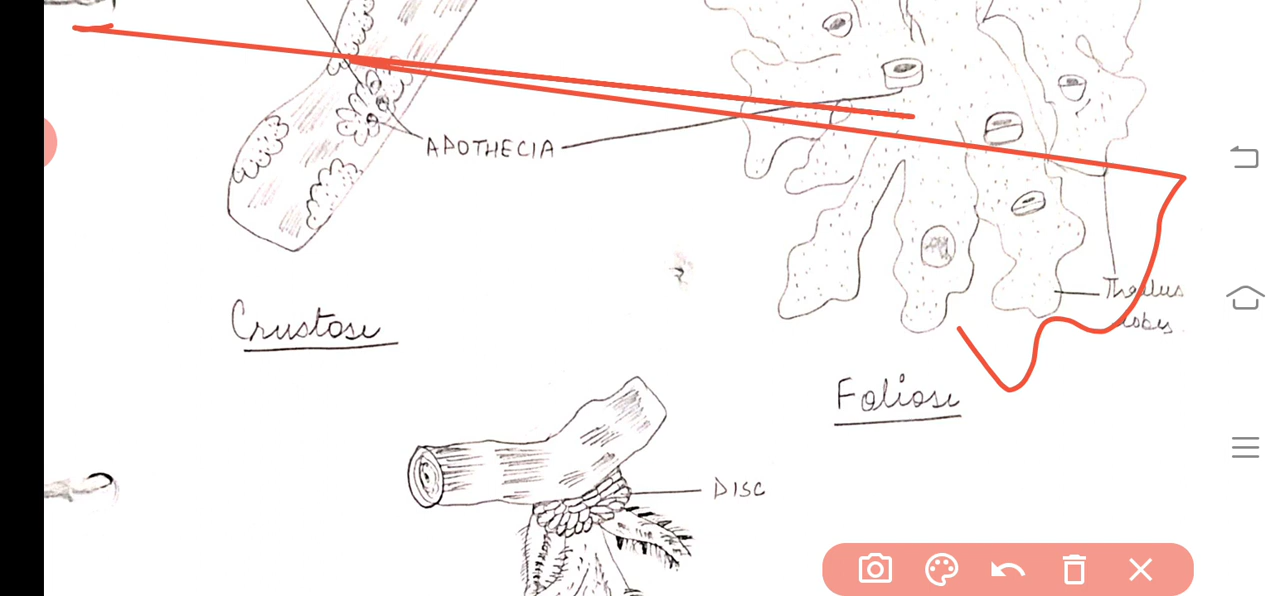 APOTHECIA
Thallus
lobes
Crustose
Foliose
DISC